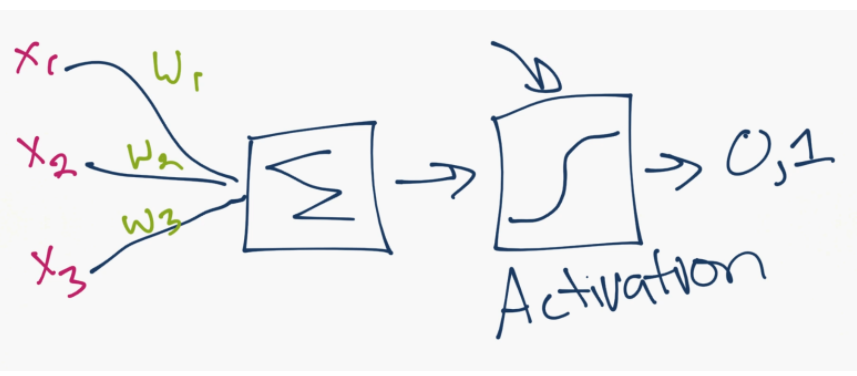 x1 w1
x2 w2
w3
x3
Σ
0,1
Activation